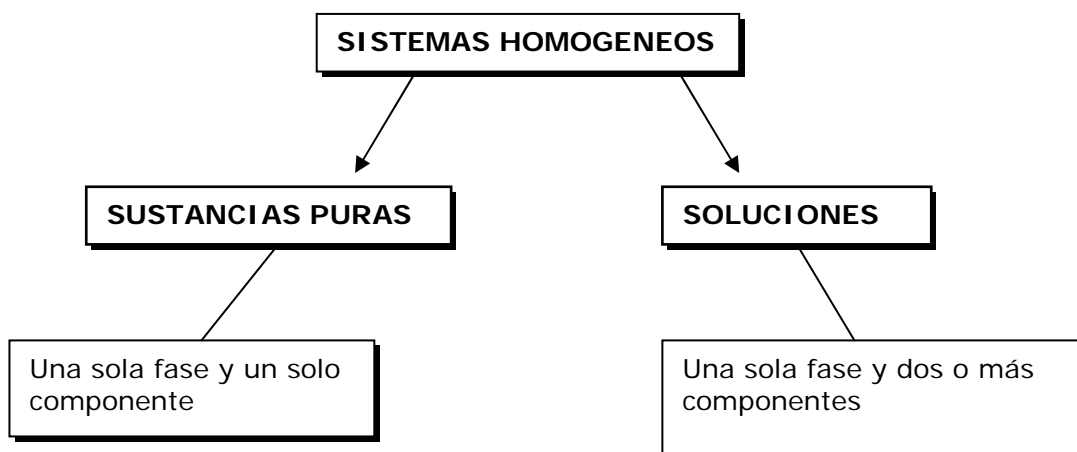 SISTEMAS HOMOGENEOS
SUSTANCIAS PURAS
SOLUCIONES
Una sola fase y un solo
componente
Una sola fase y dos o más
componentes